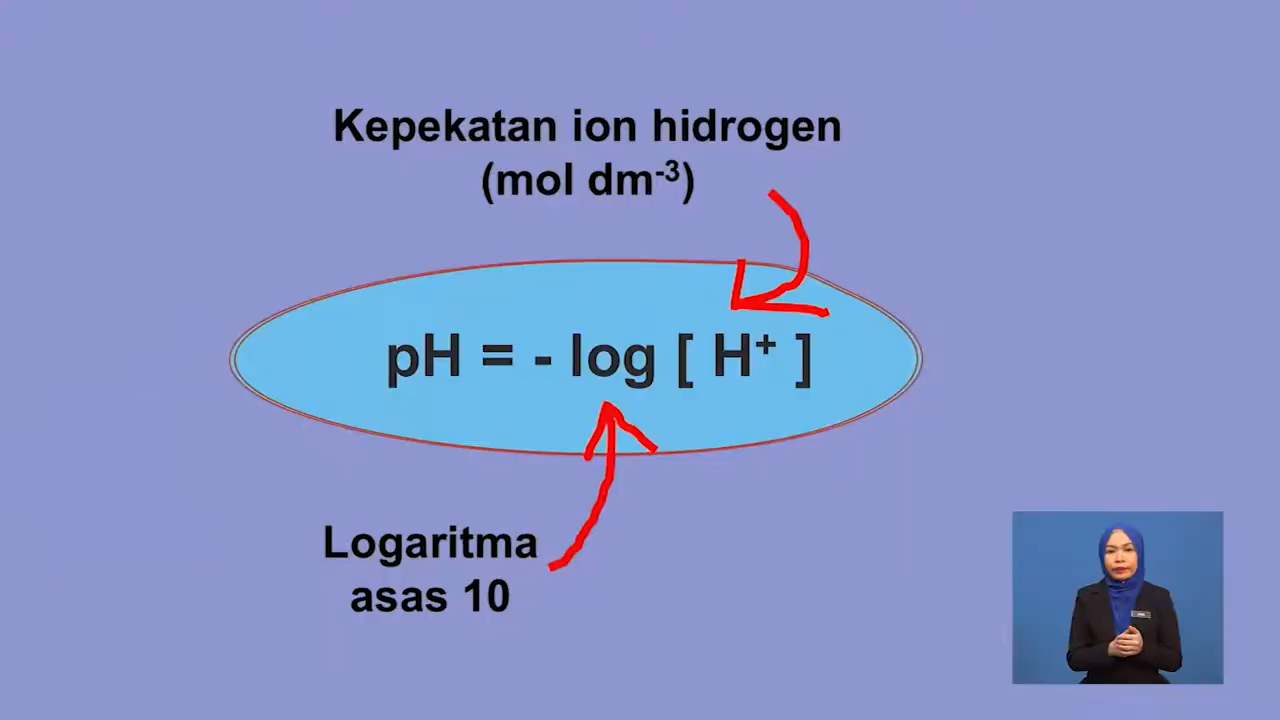 Kepekatan ion hidrogen
(mol dm⁻³)
pH = - log [ H⁺ ]
Logaritma
asas 10